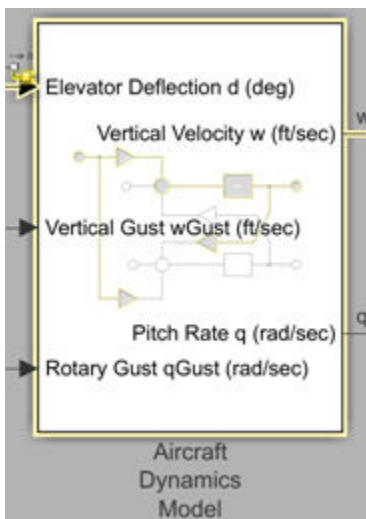 Elevator Deflection d (deg)
Vertical Velocity w (ft/sec)
w
Vertical Gust wGust (ft/sec)
Pitch Rate q (rad/sec)
q
Rotary Gust qGust (rad/sec)
Aircraft
Dynamics
Model